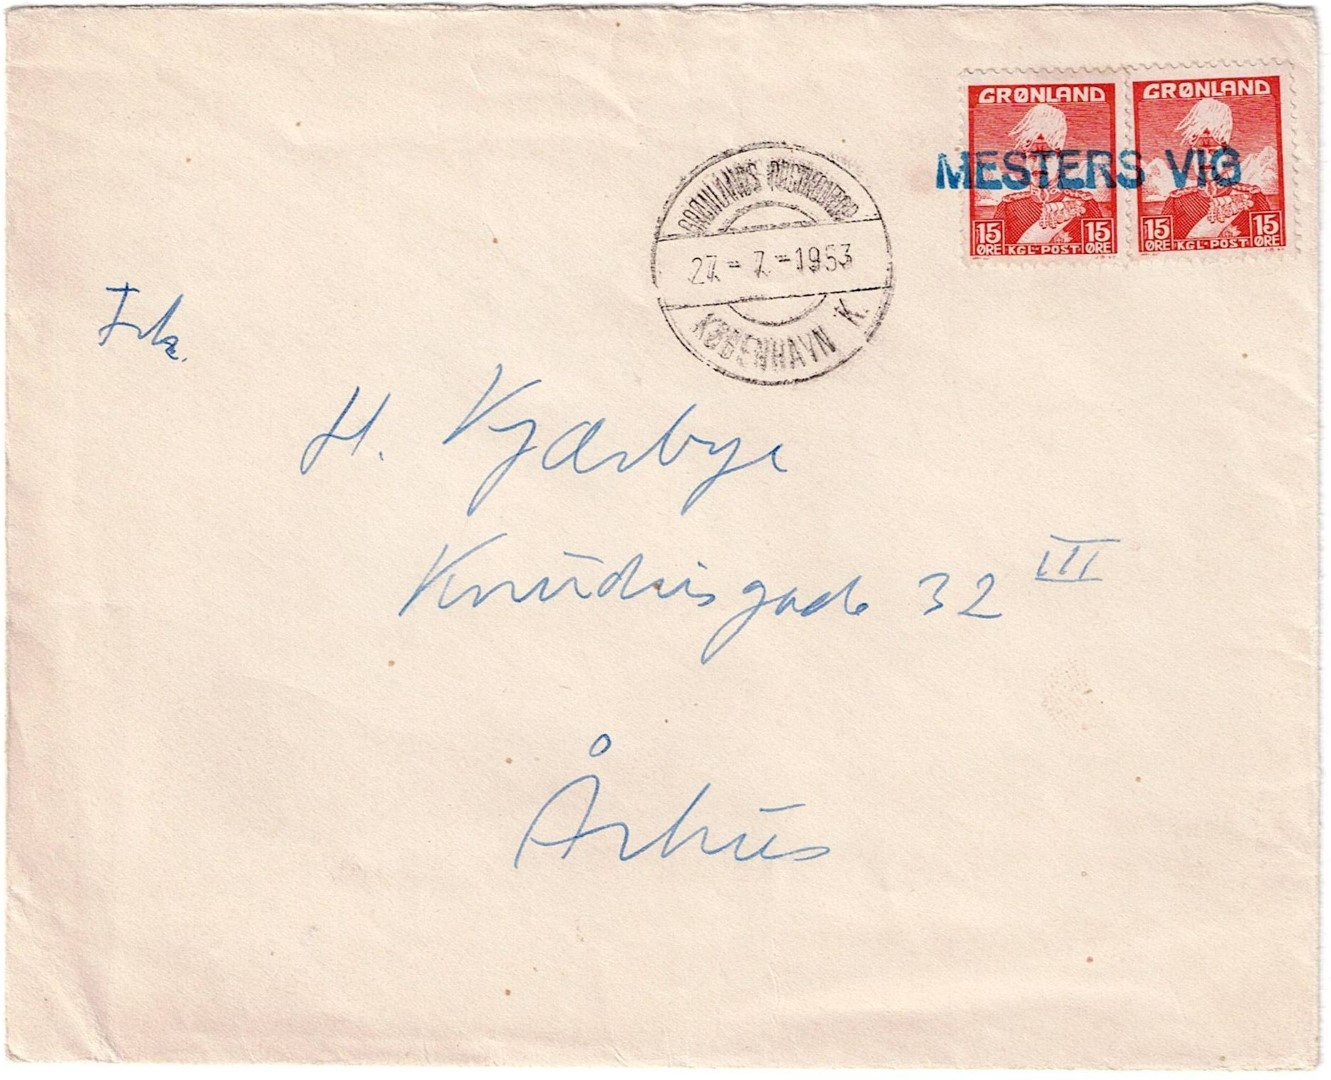 GRØNLAND GRØNLAND
MESTERS VIG
15 ØRE KGL·POST 15 ØRE 15 ØRE KGL·POST 15 ØRE
GRØNLANDS POSTKONTOR
27.-7.-1953
KØBENHAVN K.
Frk.
H. Kjærbye
Knudrisgade 32 III
Århus